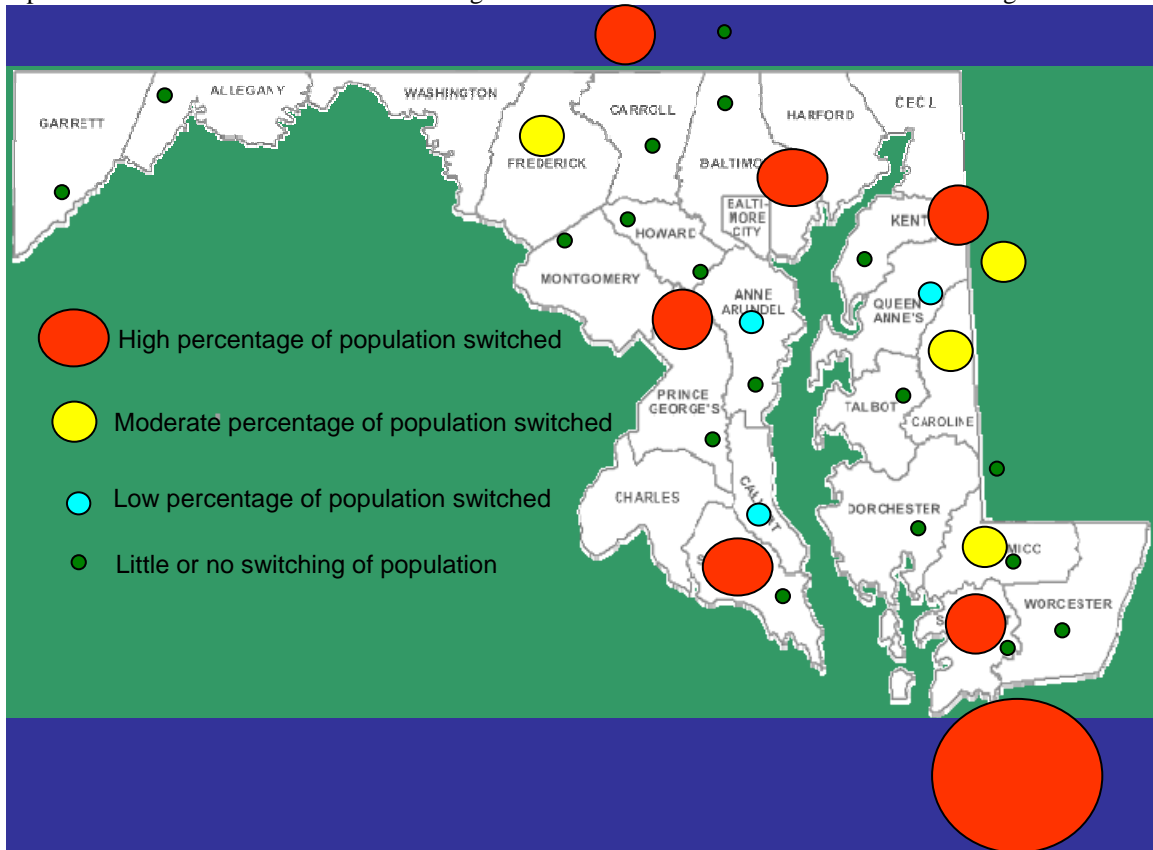 GARRETT
ALLEGANY
WASHINGTON
FREDERICK
CARROLL
HARFORD
CECIL
EALTI-
MORE
CITY
KENT
HOWARD
MONTGOMERY
ANNE
ARUNDEL
QUEEN
ANNE'S
High percentage of population switched
PRINCE
GEORGE'S
TALBOT
CAROLINE
Moderate percentage of population switched
CHARLES
Low percentage of population switched
DORCHESTER
Little or no switching of population
WORCESTER